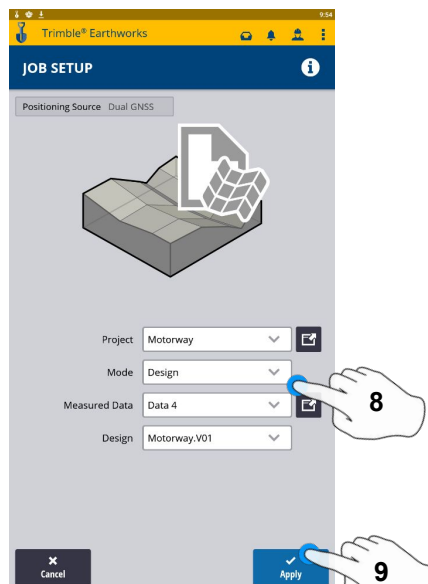 9:54
Trimble® Earthworks
JOB SETUP
i
Positioning Source Dual GNSS
Project Motorway
Mode Design
8
Measured Data Data 4
Design Motorway.V01
Cancel
Apply
9